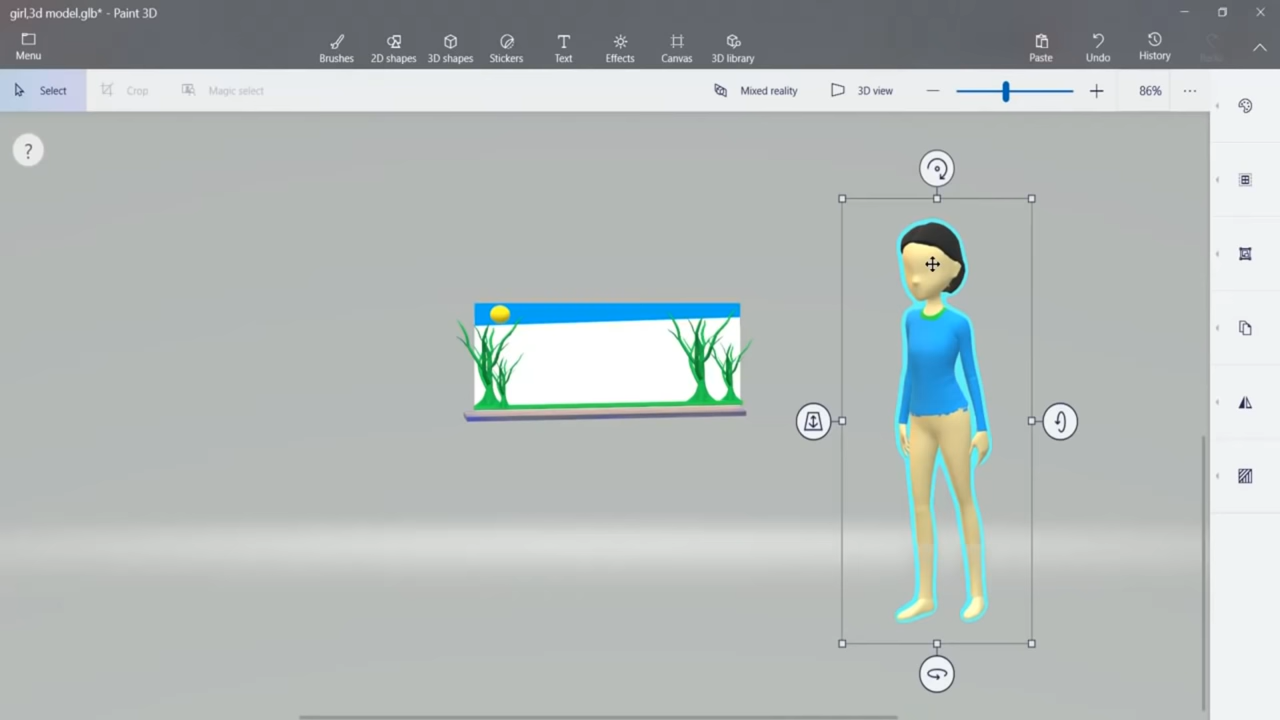 girl,3d model.glb* - Paint 3D
Menu
Brushes
2D shapes
3D shapes
Stickers
Text
Effects
Canvas
3D library
Paste
Undo
History
Select
Crop
Magic select
Mixed reality
3D view
86%
?